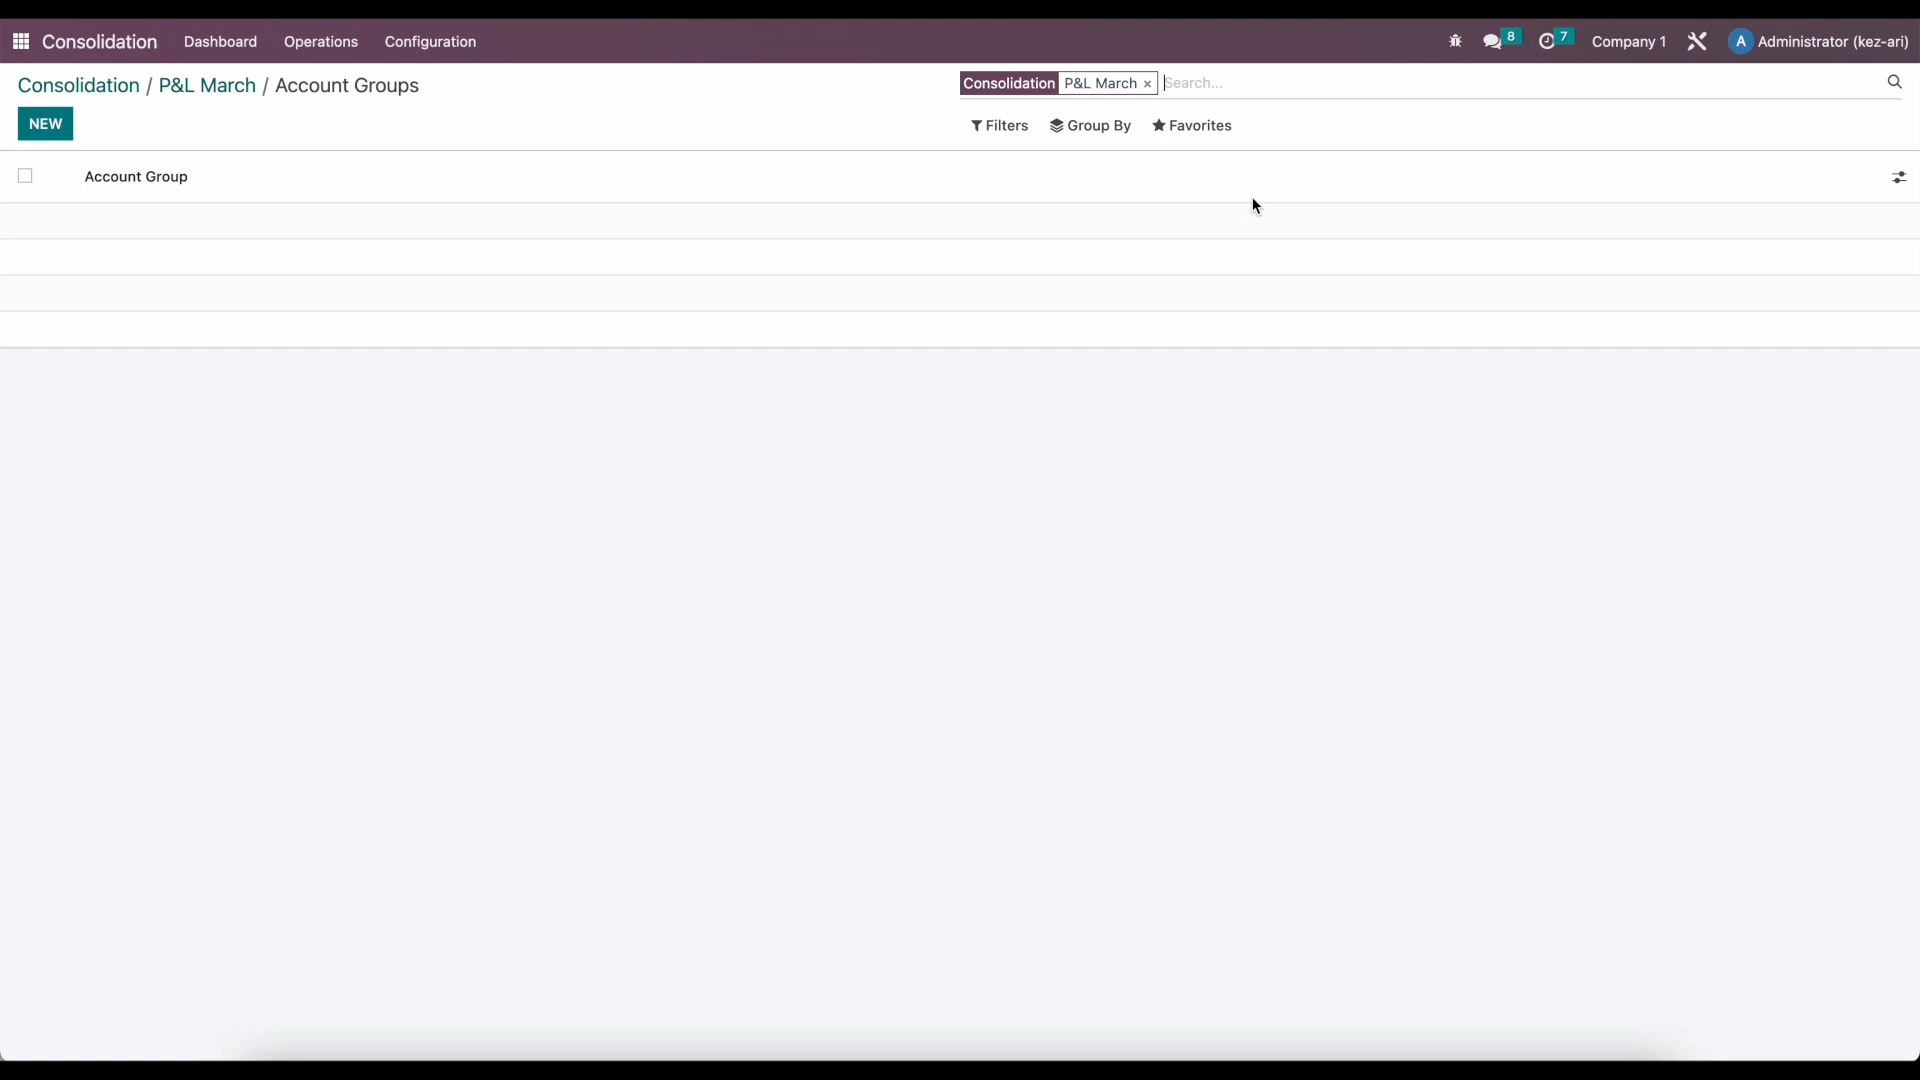 Consolidation Dashboard Operations Configuration 8 7 Company 1 A Administrator (kez-ari)
Consolidation / P&L March / Account Groups Consolidation P&L March × Search...
NEW Filters Group By Favorites
Account Group